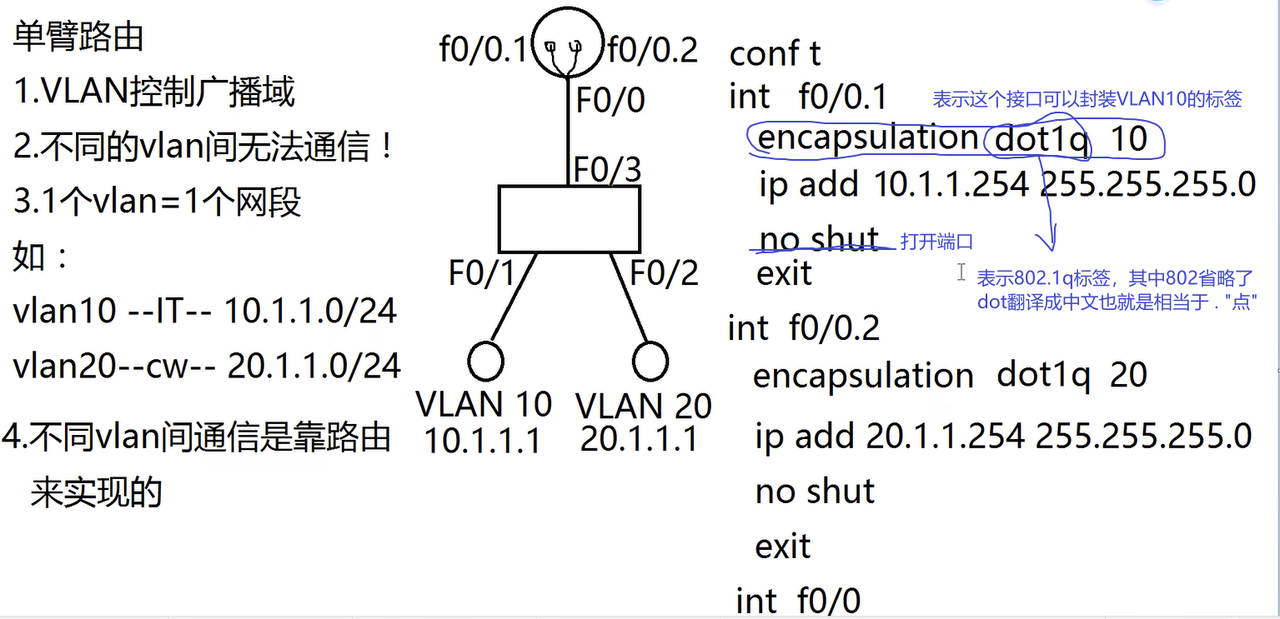 单臂路由
1.VLAN控制广播域
2.不同的vlan间无法通信！
3.1个vlan=1个网段
如：
vlan10 --IT-- 10.1.1.0/24
vlan20--cw-- 20.1.1.0/24
4.不同vlan间通信是靠路由
来实现的
f0/0.1
f0/0.2
F0/0
F0/3
F0/1
F0/2
VLAN 10
10.1.1.1
VLAN 20
20.1.1.1
conf t
int f0/0.1
表示这个接口可以封装VLAN10的标签
encapsulation dot1q 10
ip add 10.1.1.254 255.255.255.0
no shut
打开端口
exit
表示802.1q标签，其中802省略了
dot翻译成中文也就是相当于 . "点"
int f0/0.2
encapsulation dot1q 20
ip add 20.1.1.254 255.255.255.0
no shut
exit
int f0/0